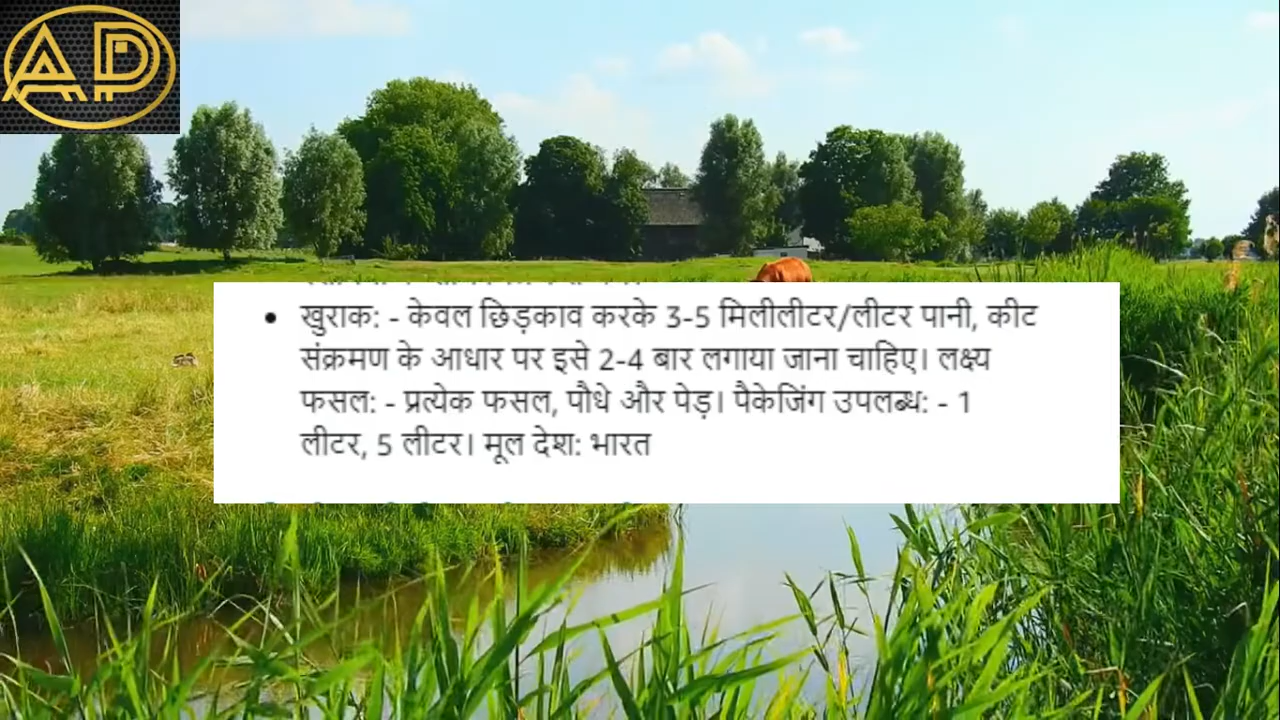 AP
खुराक: - केवल छिड़काव करके 3-5 मिलीलीटर/लीटर पानी, कीट
संक्रमण के आधार पर इसे 2-4 बार लगाया जाना चाहिए। लक्ष्य
फसल: - प्रत्येक फसल, पौधे और पेड़। पैकेजिंग उपलब्ध: - 1
लीटर, 5 लीटर। मूल देश: भारत